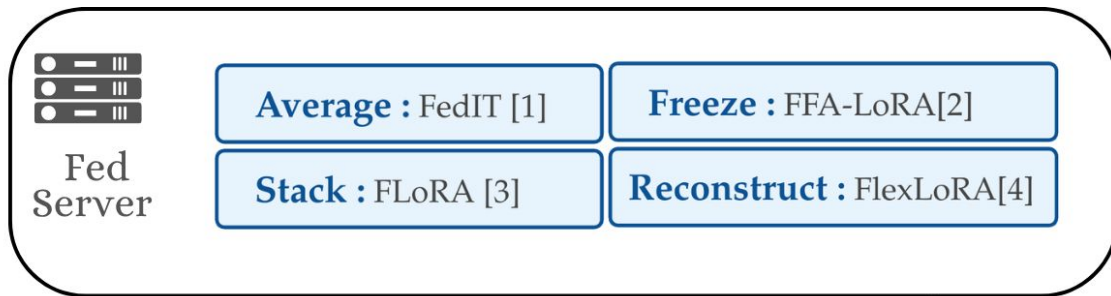 Fed
Server
Average : FedIT [1]
Freeze : FFA-LoRA[2]
Stack : FLoRA [3]
Reconstruct : FlexLoRA[4]